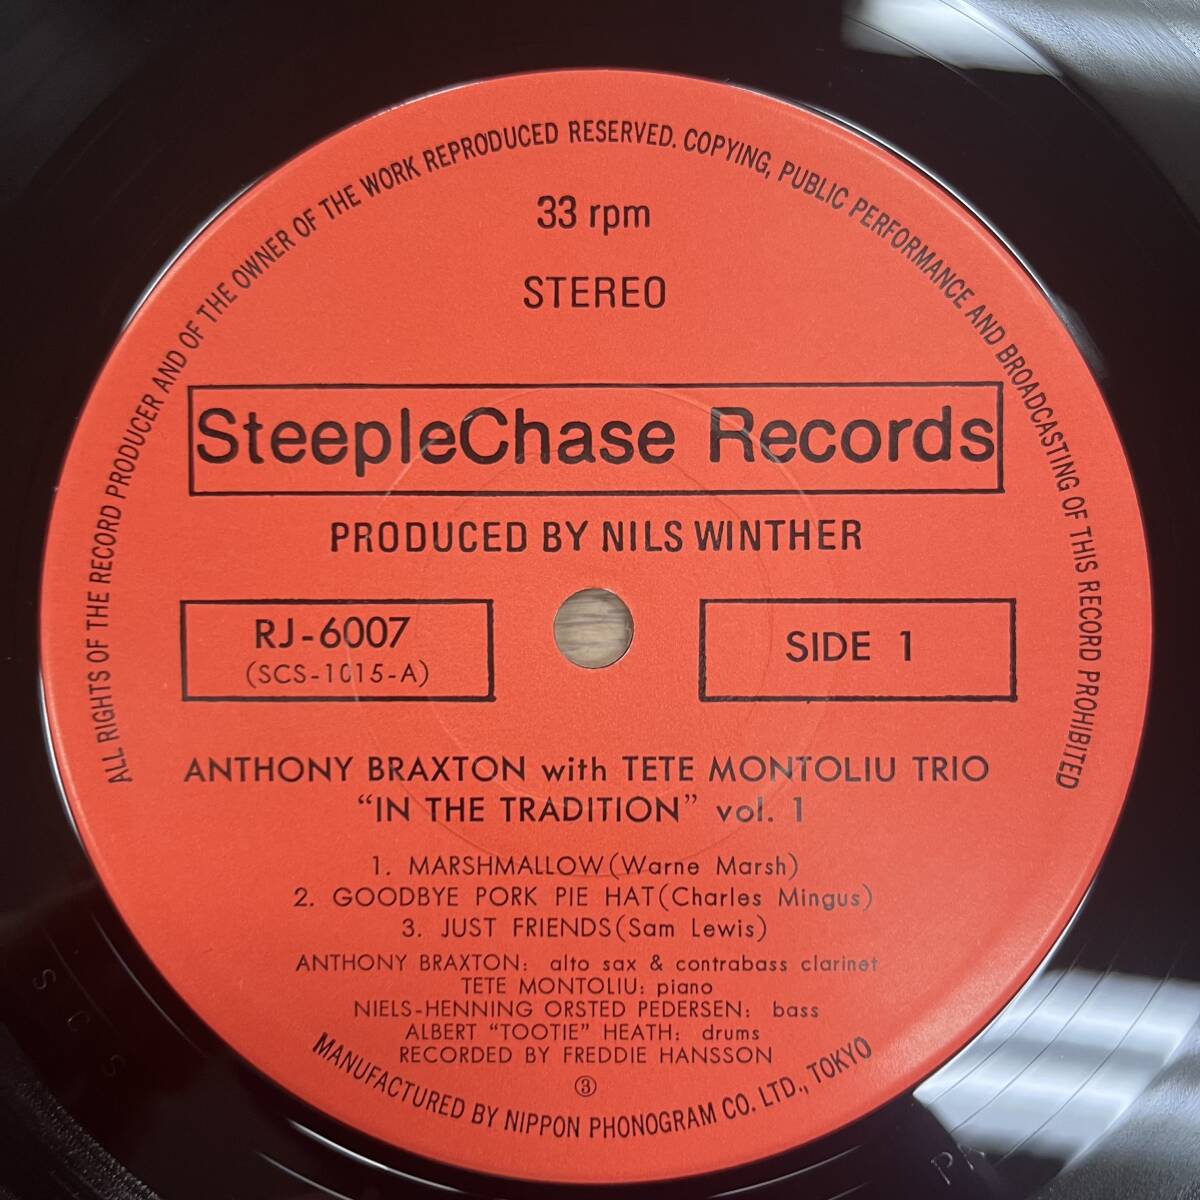 ALL RIGHTS OF THE RECORD PRODUCER AND OF THE OWNER OF THE WORK REPRODUCED RESERVED. COPYING, PUBLIC PERFORMANCE AND BROADCASTING OF THIS RECORD PROHIBITED
33 rpm
STEREO
SteepleChase Records
PRODUCED BY NILS WINTHER
RJ-6007
(SCS-1015-A)
SIDE 1
ANTHONY BRAXTON with TETE MONTOLIU TRIO
“IN THE TRADITION” vol. 1
1. MARSHMALLOW(Warne Marsh)
2. GOODBYE PORK PIE HAT(Charles Mingus)
3. JUST FRIENDS(Sam Lewis)
ANTHONY BRAXTON: alto sax & contrabass clarinet
TETE MONTOLIU: piano
NIELS-HENNING ORSTED PEDERSEN: bass
ALBERT “TOOTIE” HEATH: drums
RECORDED BY FREDDIE HANSSON
③
MANUFACTURED BY NIPPON PHONOGRAM CO. LTD., TOKYO
S C S